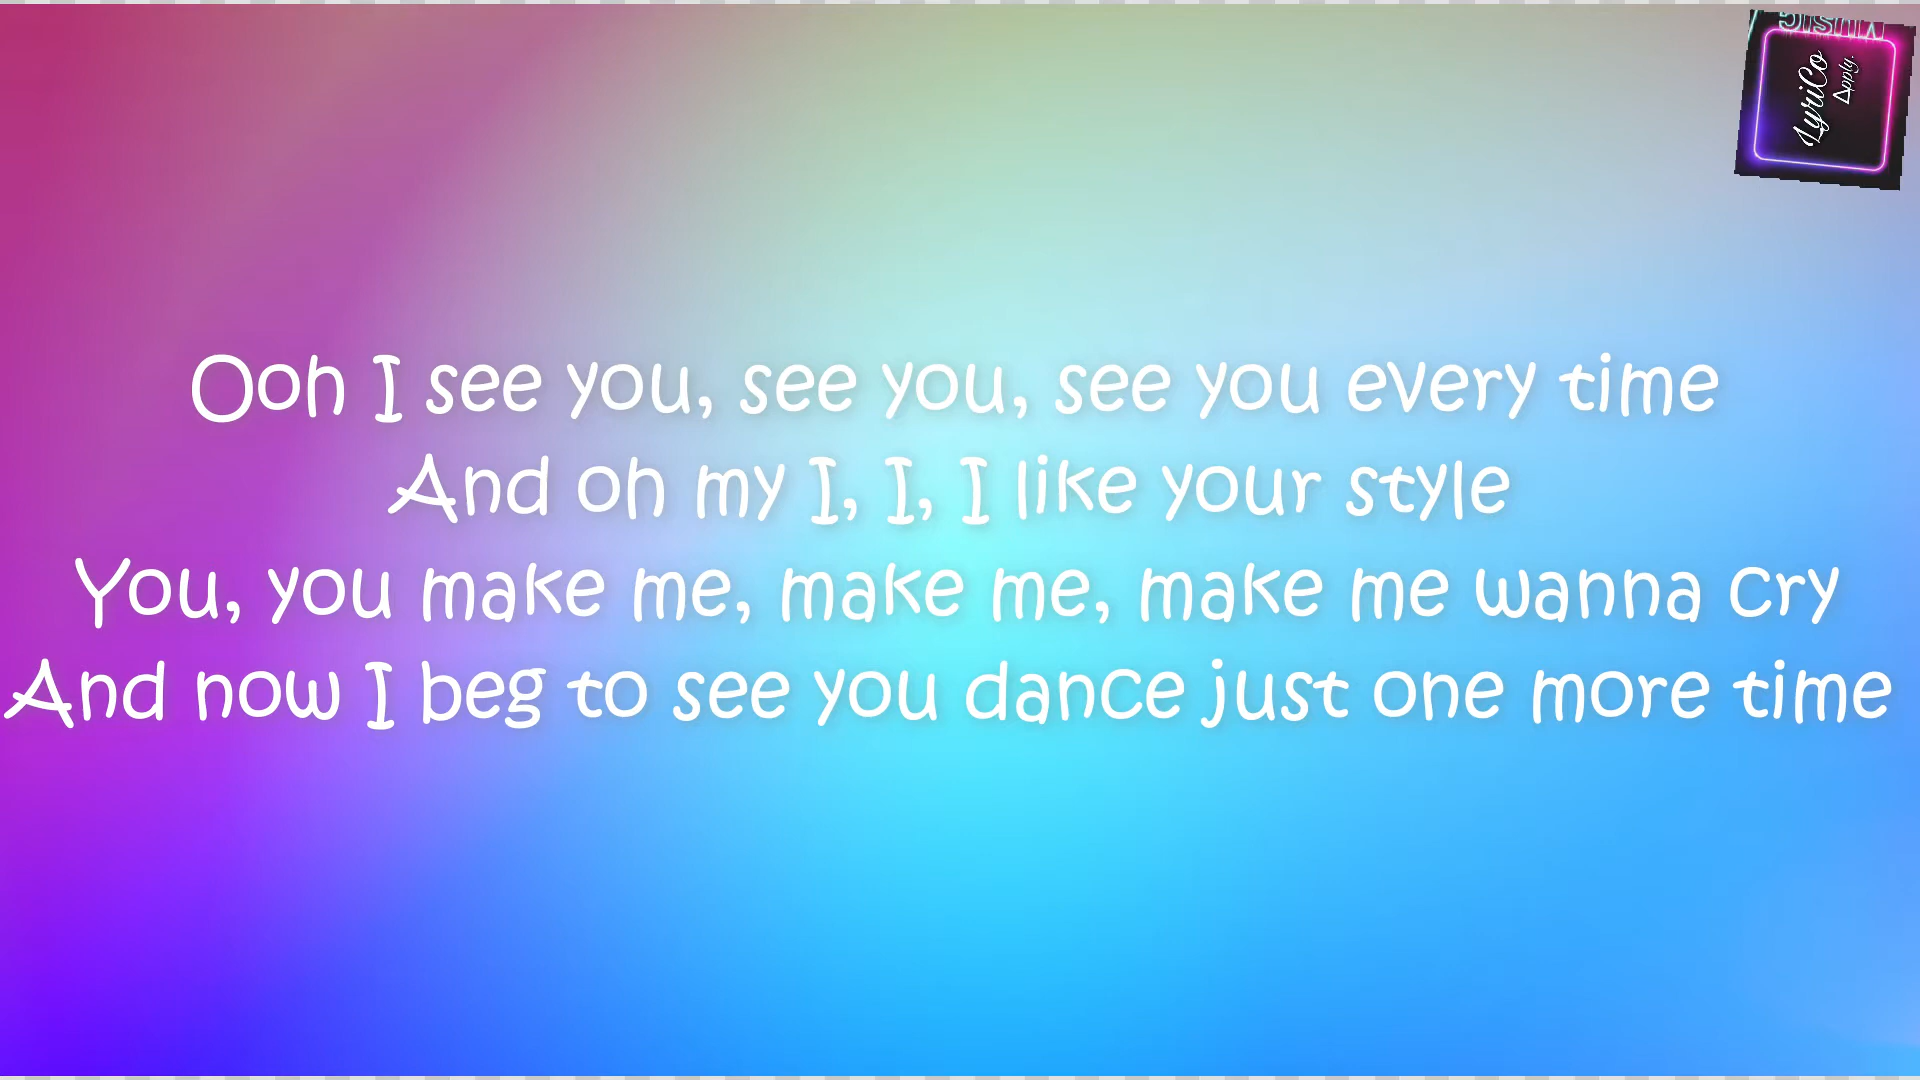 Ooh I see you, see you, see you every time
And oh my I, I, I like your style
You, you make me, make me, make me wanna cry
And now I beg to see you dance just one more time
LyriCo
Apply.